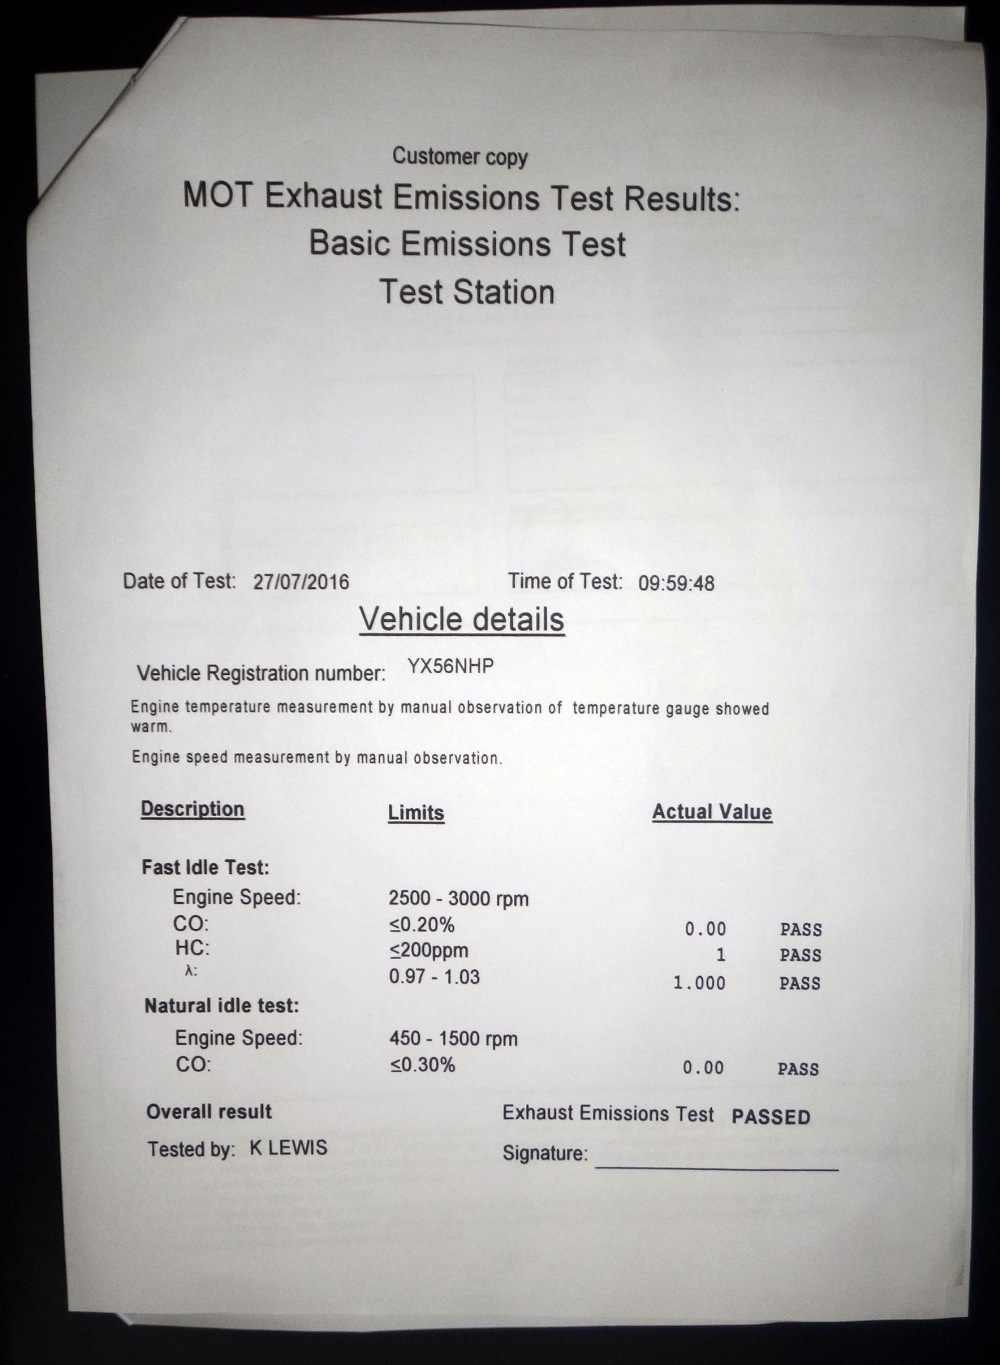 Customer copy
MOT Exhaust Emissions Test Results:
Basic Emissions Test
Test Station
Date of Test: 27/07/2016 Time of Test: 09:59:48
Vehicle details
Vehicle Registration number: YX56NHP
Engine temperature measurement by manual observation of temperature gauge showed
warm.
Engine speed measurement by manual observation.
Description Limits Actual Value
Fast Idle Test:
Engine Speed: 2500 - 3000 rpm
CO: ≤0.20% 0.00 PASS
HC: ≤200ppm 1 PASS
λ: 0.97 - 1.03 1.000 PASS
Natural idle test:
Engine Speed: 450 - 1500 rpm
CO: ≤0.30% 0.00 PASS
Overall result Exhaust Emissions Test PASSED
Tested by: K LEWIS Signature: